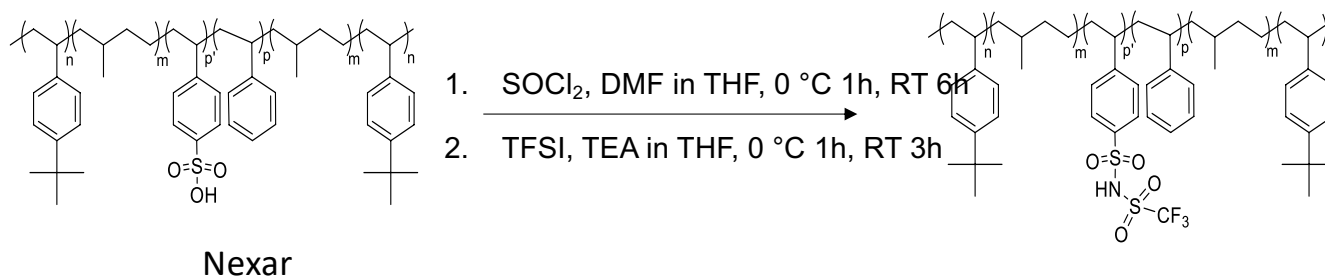 n m p' p m n
O=S=O
OH
1. SOCl₂, DMF in THF, 0 °C 1h, RT 6h
2. TFSI, TEA in THF, 0 °C 1h, RT 3h
n m p' p m n
O=S=O
HN O
S CF₃
O O
Nexar